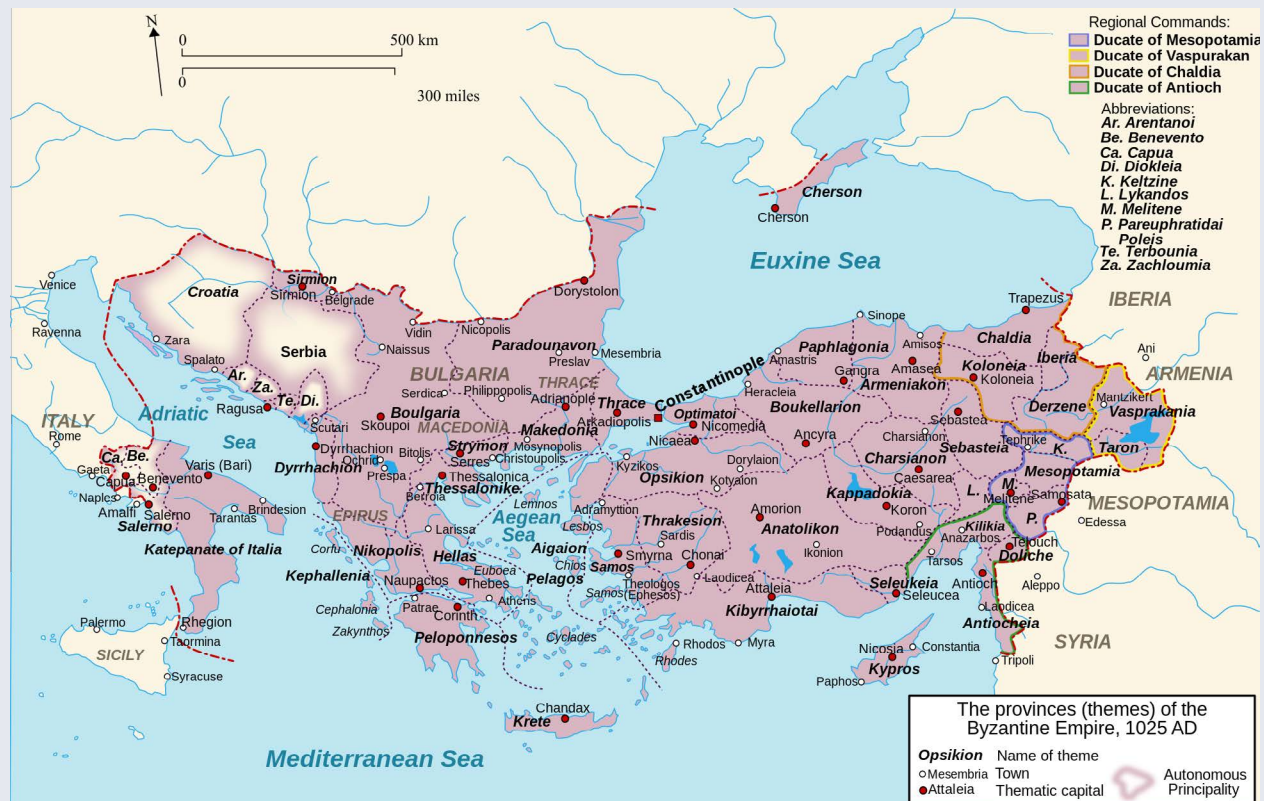 N
0
500 km
0
300 miles
Regional Commands:
Ducate of Mesopotamia
Ducate of Vaspurakan
Ducate of Chaldia
Ducate of Antioch
Abbreviations:
Ar. Arentanoi
Be. Benevento
Ca. Capua
Di. Diokleia
K. Keltzine
L. Lykandos
M. Melitene
P. Pareuphratidai
Poleis
Te. Terbounia
Za. Zachloumia
Cherson
Cherson
Euxine Sea
Venice
Ravenna
Croatia
Sirmion
Sirmion
Belgrade
Zara
Spalato
Serbia
Ar.
Za.
Te.
Di.
Ragusa
Vidin
Nicopolis
Dorystolon
Naissus
Paradounavon
Preslav
Mesembria
BULGARIA
THRACE
Serdica
Philippopolis
Adrianople
Thrace
Arkadiopolis
Constantinople
Boulgaria
Skoupoi
MACEDONIA
Makedonia
Mosynopolis
Scutari
Dyrrhachion
Ochrid
Bitolis
Strymon
Serres
Christoupolis
Dyrrhachion
Prespa
Thessalonica
Berroia
Thessalonike
Lemnos
EPIRUS
Larissa
Corfu
Nikopolis
Hellas
Kephallenia
Naupactos
Thebes
Euboea
Cephalonia
Patrae
Athens
Corinth
Zakynthos
Peloponnesos
Cyclades
Aegean
Sea
Lesbos
Aigaion
Pelagos
Chios
Samos
Samos
Krete
Chandax
Mediterranean Sea
ITALY
Rome
Adriatic
Sea
Ca.
Be.
Gaeta
Capua
Benevento
Varis (Bari)
Naples
Amalfi
Salerno
Salerno
Tarantas
Brindesion
Katepanate of Italia
Palermo
Rhegion
Taormina
SICILY
Syracuse
Sinope
Amastris
Paphlagonia
Amisos
Heracleia
Gangra
Amasea
Armeniakon
Optimatoi
Nicomedia
Nicaea
Boukellarion
Ancyra
Kyzikos
Dorylaion
Opsikion
Kotyaion
Adramyttion
Thrakesion
Sardis
Amorion
Anatolikon
Smyrna
Chonai
Ikonion
Theologos
(Ephesos)
Laodicea
Attaleia
Kibyrrhaiotai
Rhodos
Rhodes
Myra
Trapezus
Chaldia
IBERIA
Koloneia
Koloneia
Iberia
Ani
ARMENIA
Derzene
Mantzikert
Vaspurakania
Taron
Sebastea
Charsianon
Sebasteia
Tephrike
K.
Charsianon
Caesarea
Mesopotamia
L.
M.
Melitene
Samosata
MESOPOTAMIA
Kappadokia
Koron
Podandus
Kilikia
Anazarbos
P.
Edessa
Teluch
Doliche
Tarsos
Seleukeia
Seleucea
Antioch
Aleppo
Laodicea
Antiocheia
SYRIA
Tripoli
Nicosia
Constantia
Kypros
Paphos
The provinces (themes) of the
Byzantine Empire, 1025 AD
Opsikion Name of theme
Mesembria Town
Attaleia Thematic capital
Autonomous
Principality